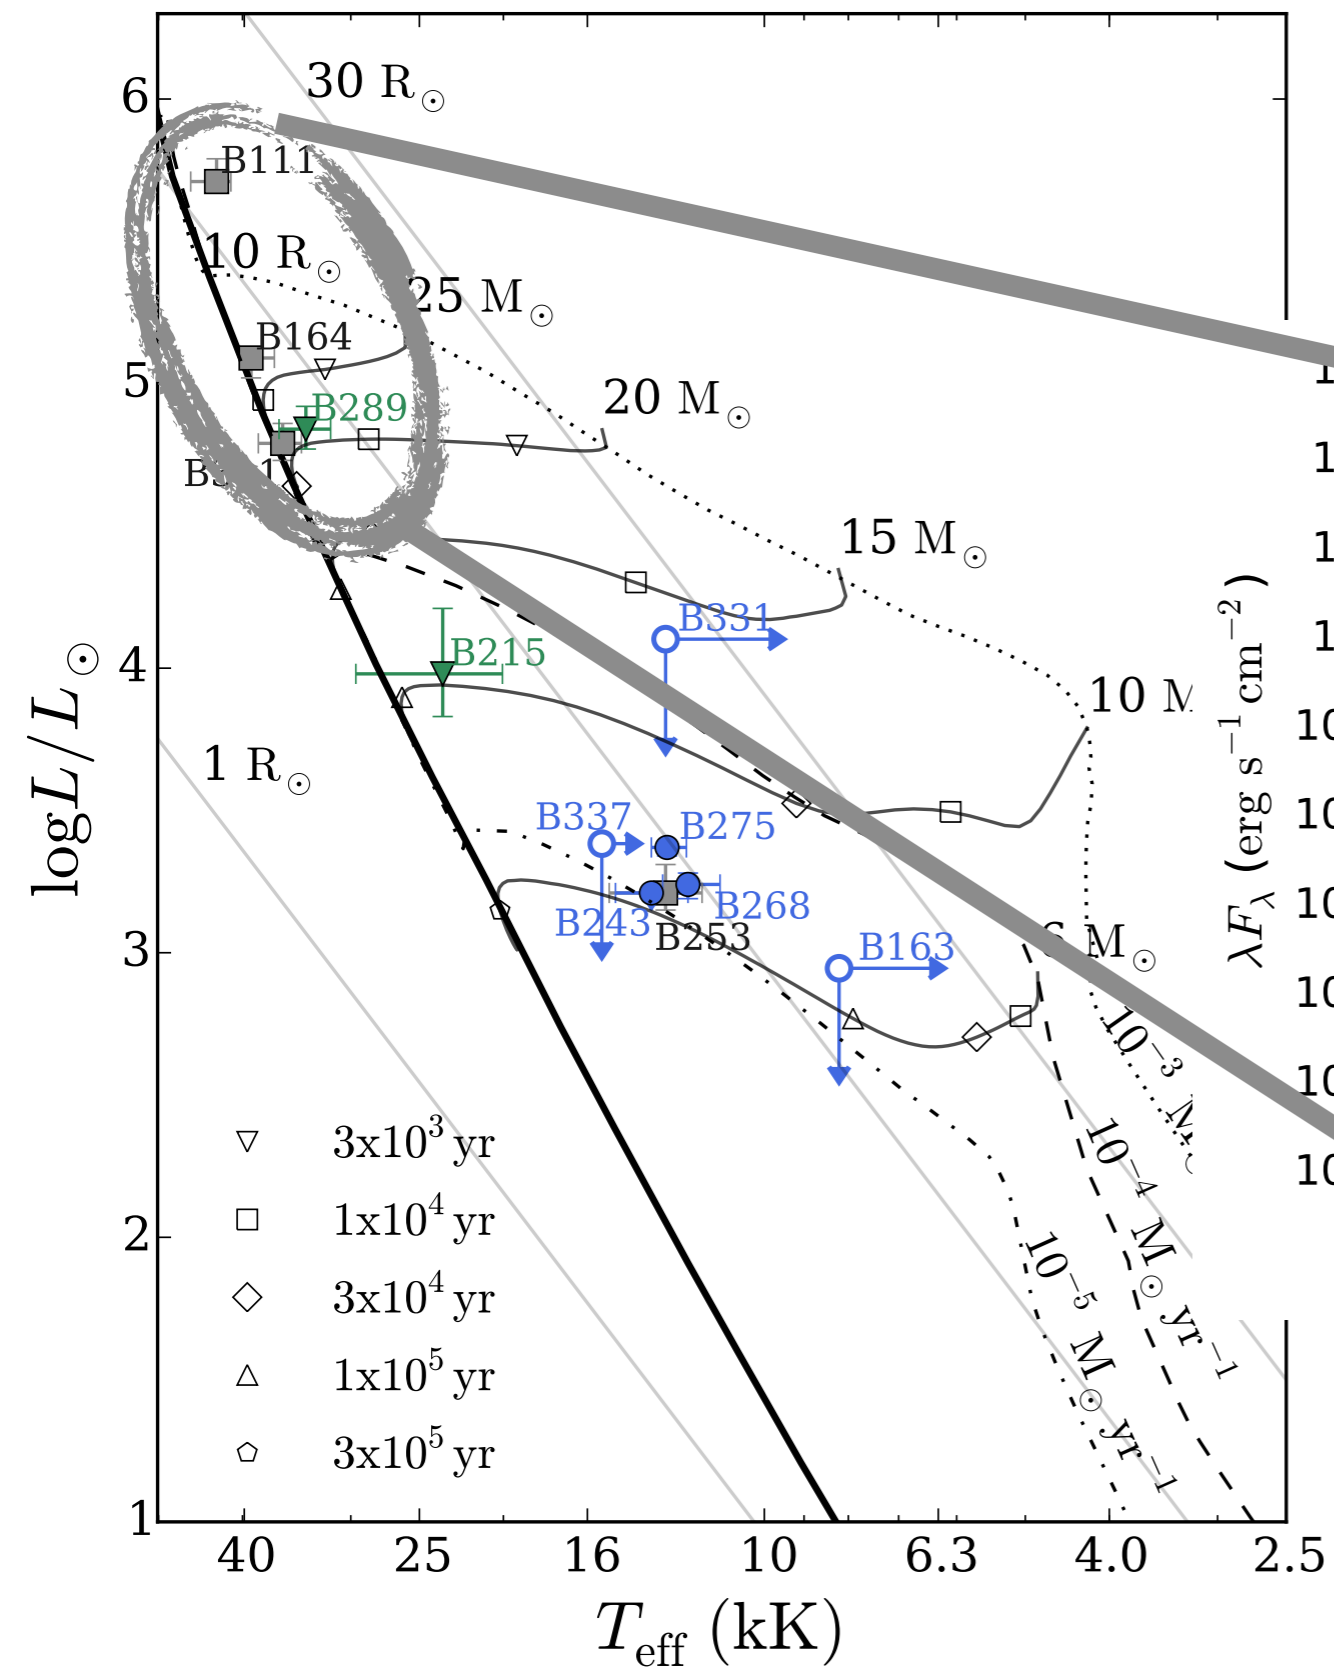 30 R☉
6
B111
10 R☉
25 M☉
B164
5
20 M☉
B289
15 M☉
B331
4
B215
10 M
1 R☉
B337
B275
B243
B268
B253
3
B163
M☉
log L/L☉
λF_λ (erg s⁻¹ cm⁻²)
10⁻³ M
10⁻⁴ M☉ yr⁻¹
10⁻⁵ M☉ yr⁻¹
3x10³ yr
2
1x10⁴ yr
3x10⁴ yr
1x10⁵ yr
3x10⁵ yr
1
40 25 16 10 6.3 4.0 2.5
T_eff (kK)